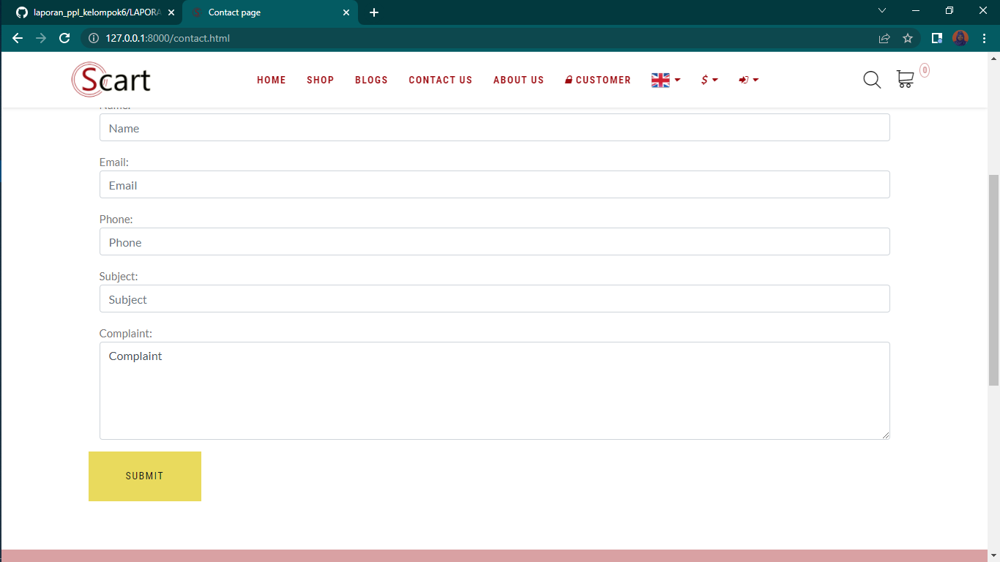 laporan_ppl_kelompok6/LAPORA
Contact page
127.0.0.1:8000/contact.html
Scart
HOME SHOP BLOGS CONTACT US ABOUT US CUSTOMER $ 0
Name:
Name
Email:
Email
Phone:
Phone
Subject:
Subject
Complaint:
Complaint
SUBMIT